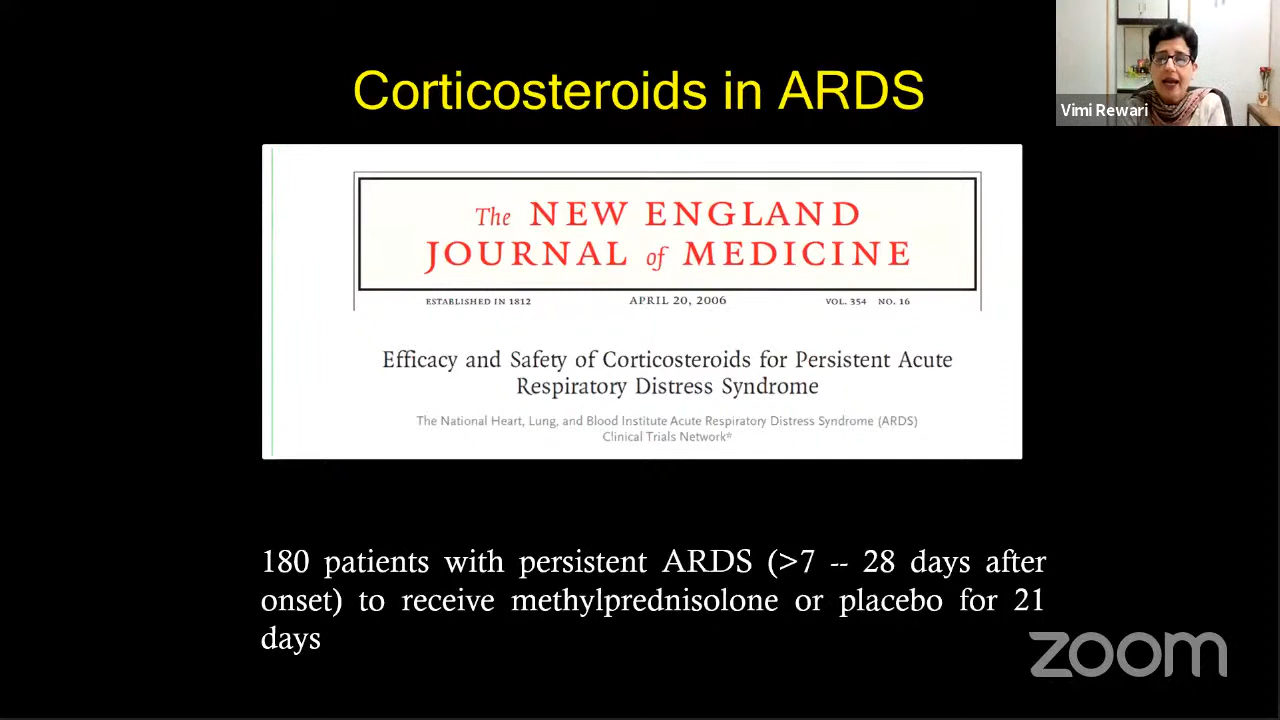 Corticosteroids in ARDS
Vimi Rewari
The NEW ENGLAND
JOURNAL of MEDICINE
ESTABLISHED IN 1812 APRIL 20, 2006 VOL. 354 NO. 16
Efficacy and Safety of Corticosteroids for Persistent Acute
Respiratory Distress Syndrome
The National Heart, Lung, and Blood Institute Acute Respiratory Distress Syndrome (ARDS)
Clinical Trials Network*
180 patients with persistent ARDS (>7 -- 28 days after
onset) to receive methylprednisolone or placebo for 21
days
zoom